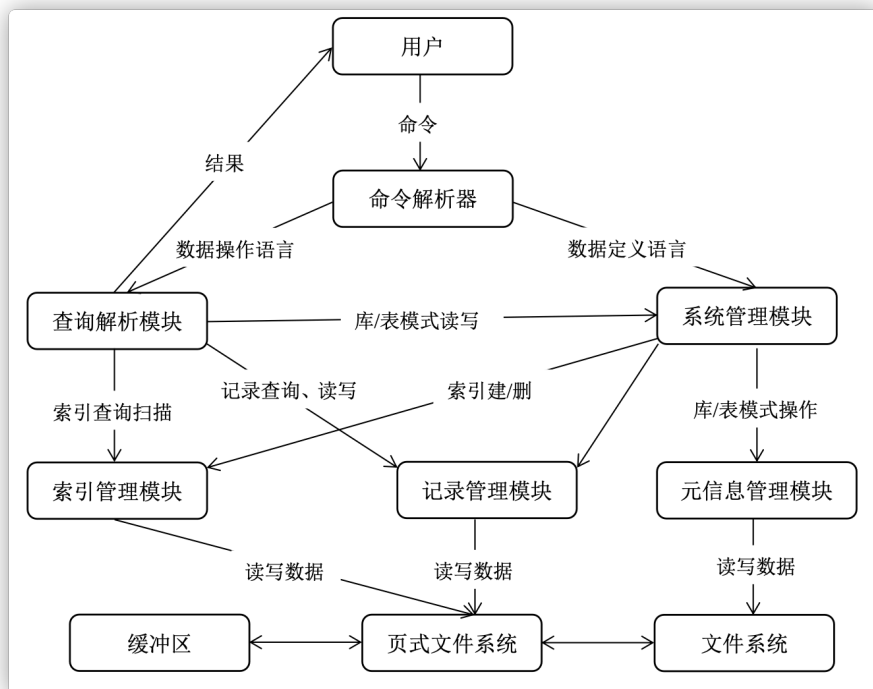 用户
命令
结果
命令解析器
数据操作语言
数据定义语言
查询解析模块
库/表模式读写
系统管理模块
索引查询扫描
记录查询、读写
索引建/删
库/表模式操作
索引管理模块
记录管理模块
元信息管理模块
读写数据
读写数据
读写数据
缓冲区
页式文件系统
文件系统